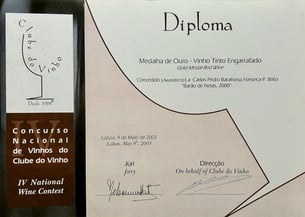 Clube do Vinho
Desde 1984
IV
Concurso
Nacional
de Vinhos do
Clube do Vinho
IV National
Wine Contest
Diploma
Medalha de Ouro - Vinho Tinto Engarrafado
Gold Medal Red Wine
Concedido (Awarded) to a Carlos Pedro Barahona Fonseca P. Brito
"Barão de Nelas, 2000"
Lisboa, 9 de Maio de 2003
Lisbon, May 9th, 2003
Júri
Jury
Direcção
On behalf of Clube do Vinho